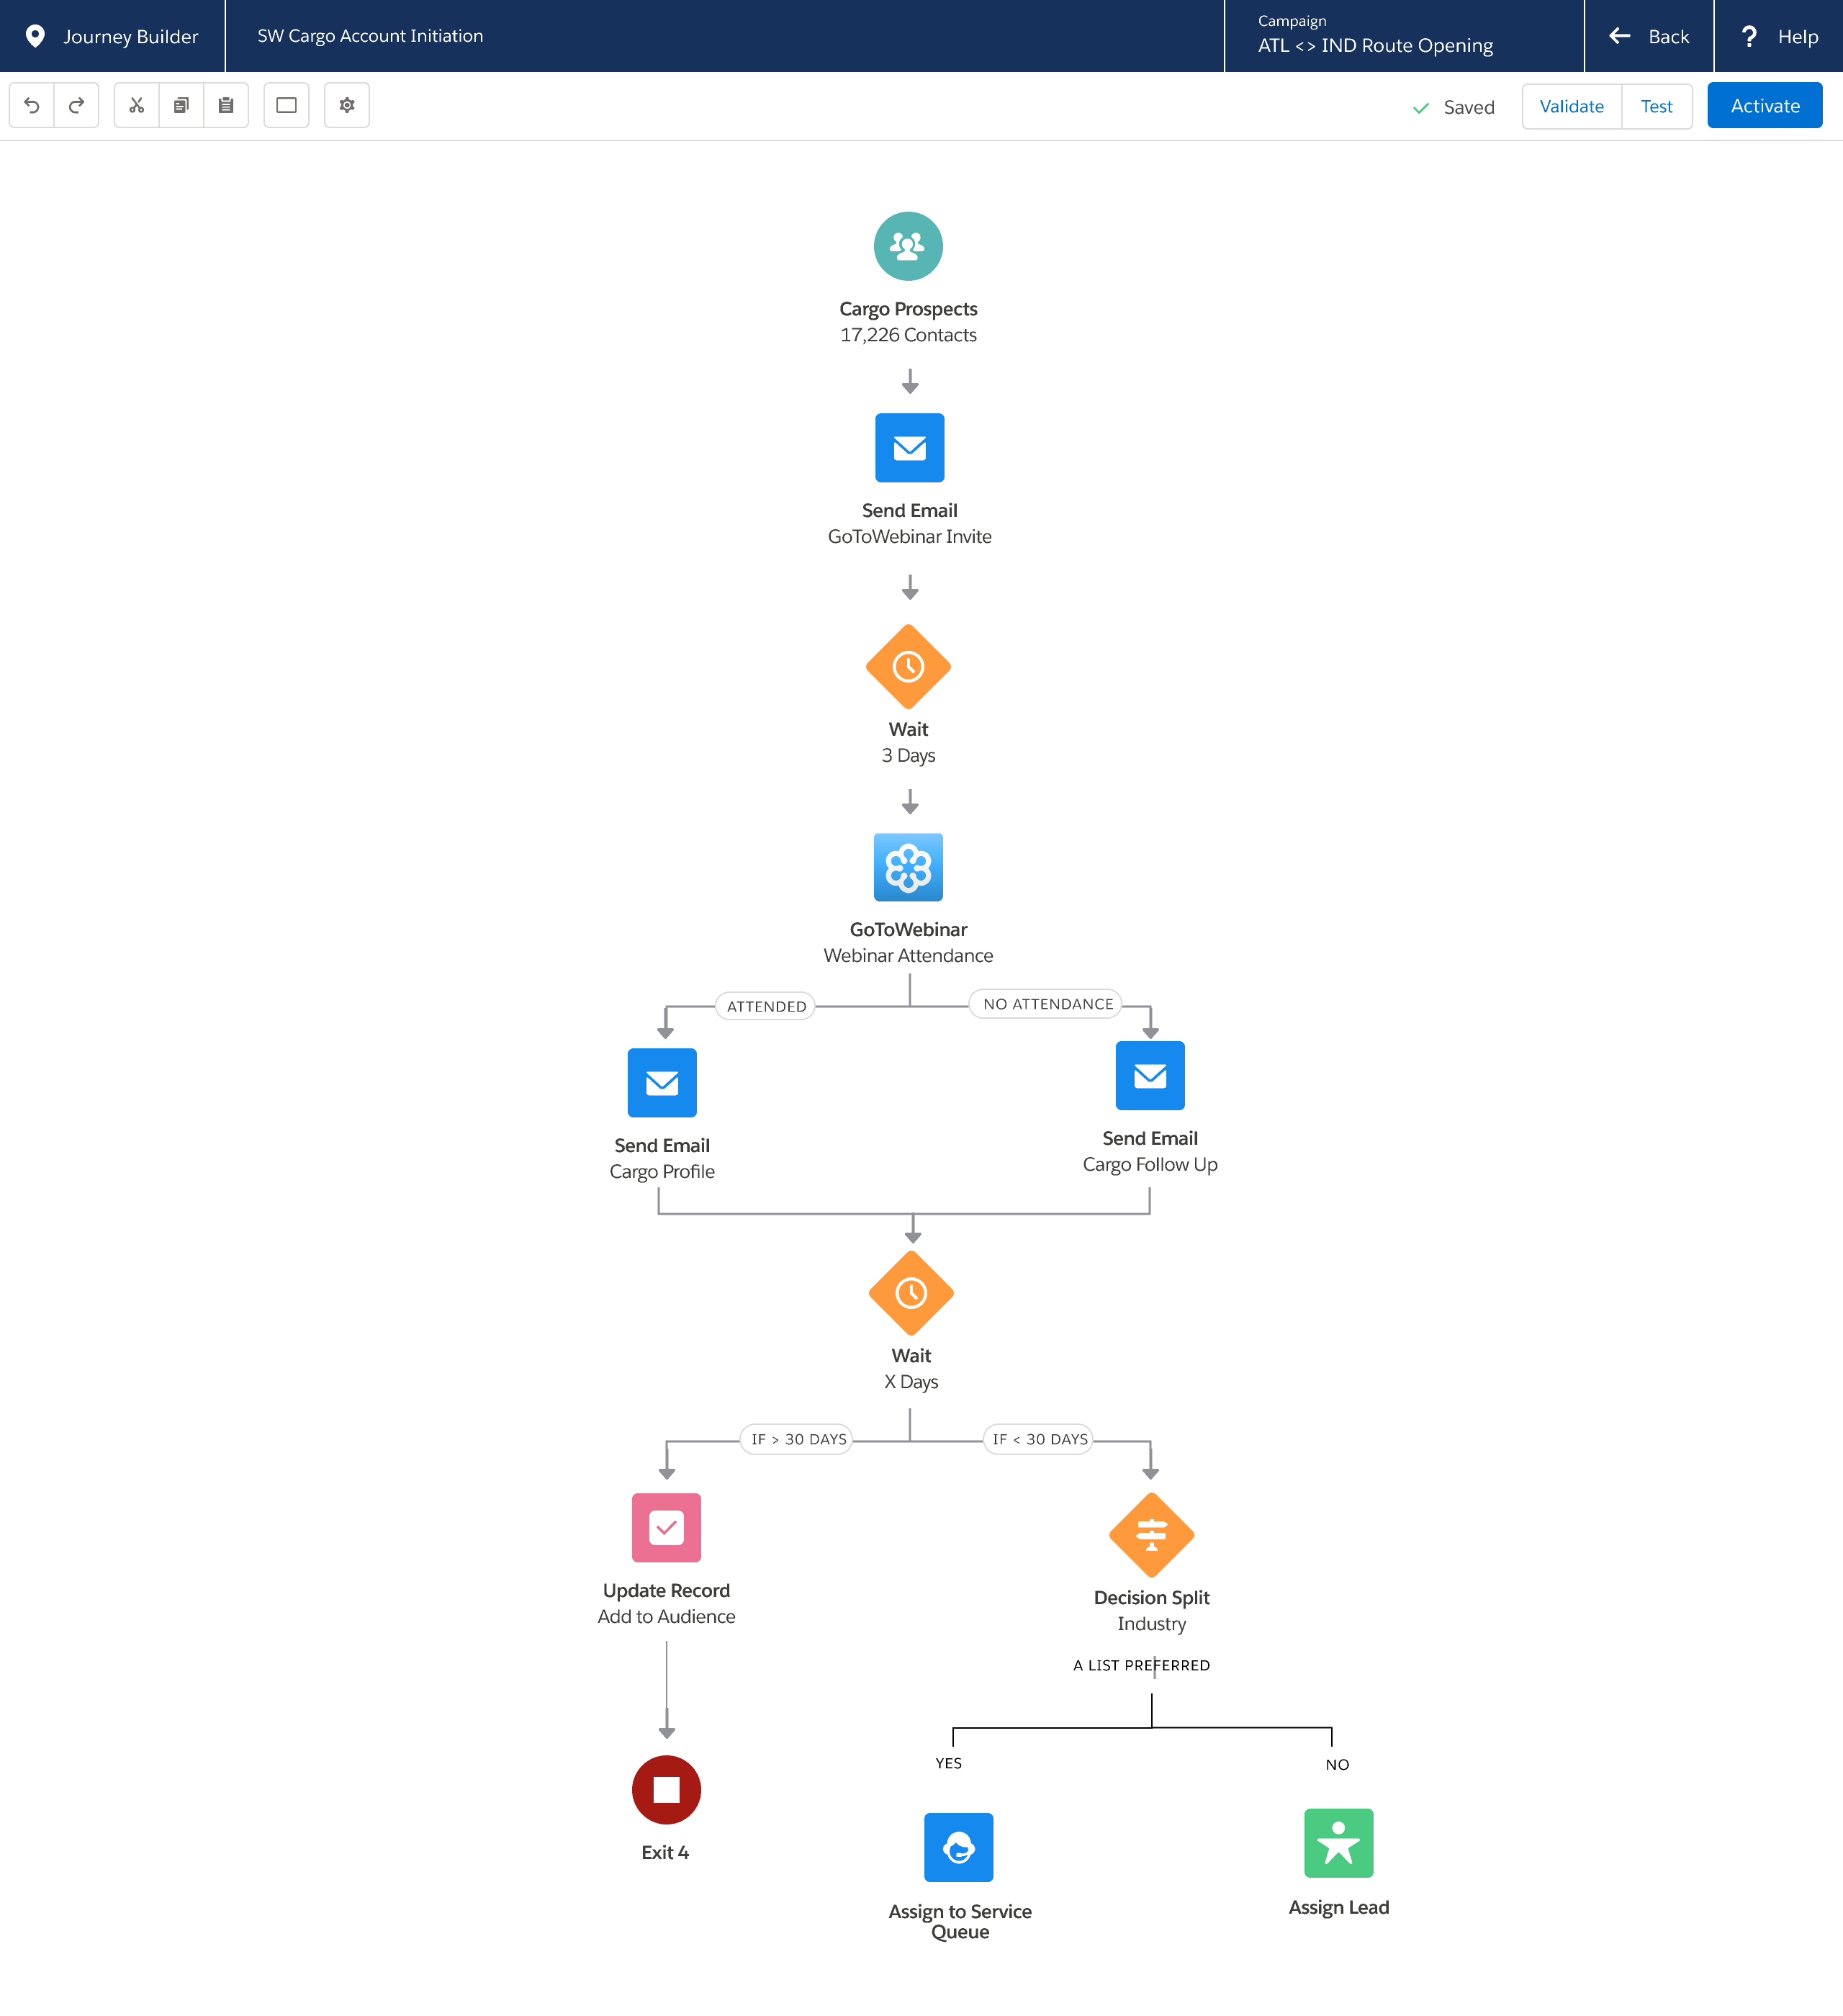 Journey Builder
SW Cargo Account Initiation
Campaign
ATL <> IND Route Opening
Back
? Help
Saved
Validate
Test
Activate
Cargo Prospects
17,226 Contacts
Send Email
GoToWebinar Invite
Wait
3 Days
GoToWebinar
Webinar Attendance
ATTENDED
NO ATTENDANCE
Send Email
Cargo Profile
Send Email
Cargo Follow Up
Wait
X Days
IF > 30 DAYS
IF < 30 DAYS
Update Record
Add to Audience
Decision Split
Industry
A LIST PREFERRED
YES
NO
Exit 4
Assign to Service
Queue
Assign Lead